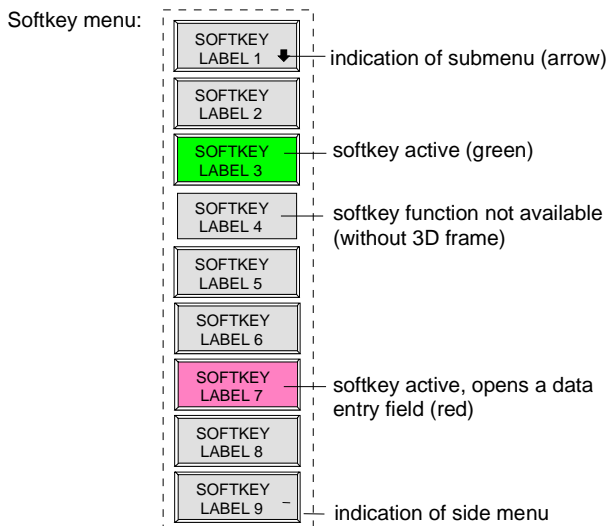 Softkey menu:
SOFTKEY
LABEL 1
indication of submenu (arrow)
SOFTKEY
LABEL 2
SOFTKEY
LABEL 3
softkey active (green)
SOFTKEY
LABEL 4
softkey function not available
(without 3D frame)
SOFTKEY
LABEL 5
SOFTKEY
LABEL 6
SOFTKEY
LABEL 7
softkey active, opens a data
entry field (red)
SOFTKEY
LABEL 8
SOFTKEY
LABEL 9
indication of side menu